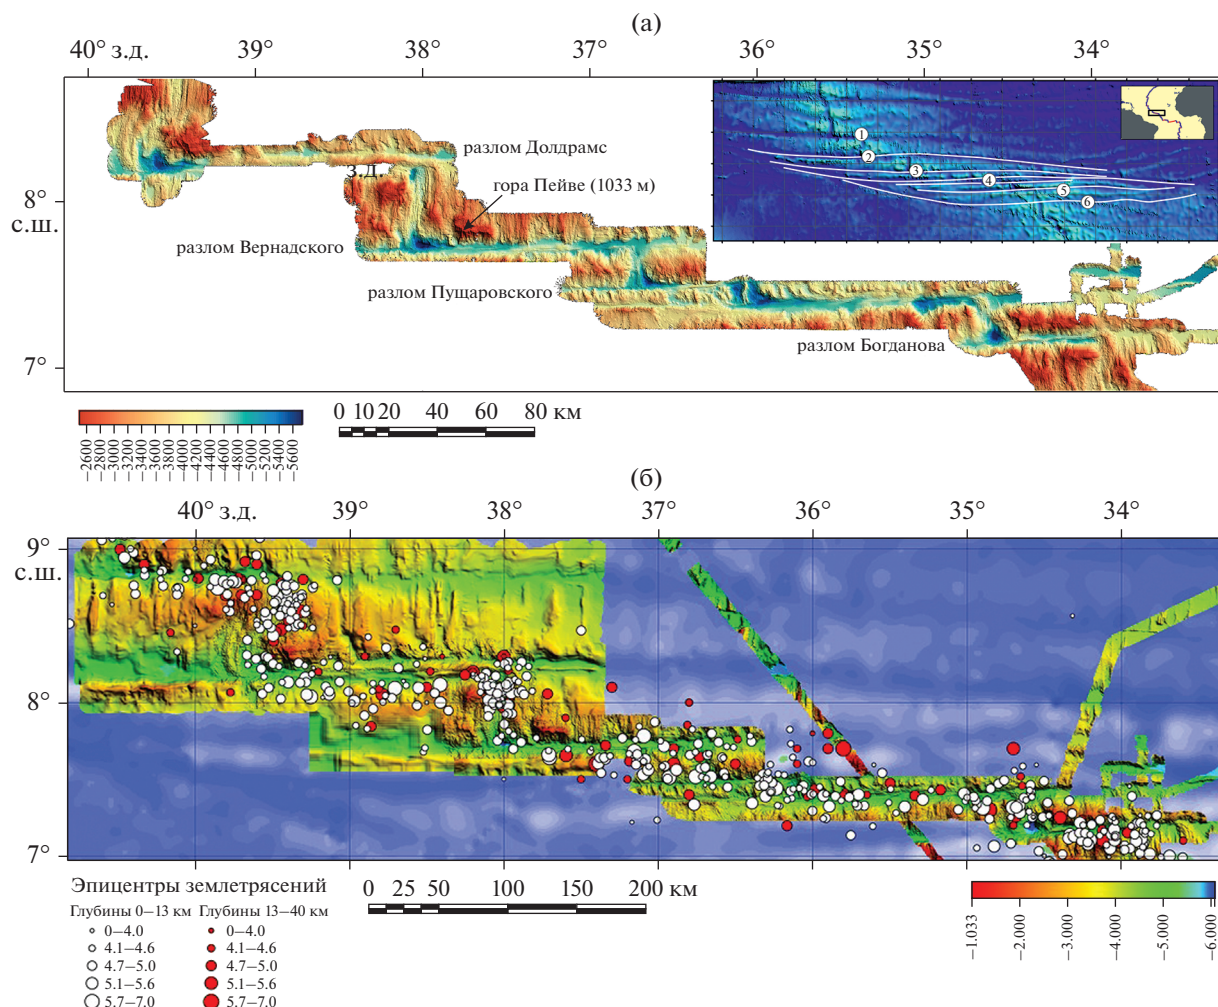 (а)
40° з.д. 39° 38° 37° 36° 35° 34°
разлом Долдрамс
з.д.
гора Пейве (1033 м)
8°
с.ш.
разлом Вернадского
разлом Пущаровского
разлом Богданова
7°
1
2
3
4
5
6
−2600 −2800 −3000 −3200 −3400 −3600 −3800 −4000 −4200 −4400 −4600 −4800 −5000 −5200 −5400 −5600
0 10 20 40 60 80 км
(б)
40° з.д. 39° 38° 37° 36° 35° 34°
9°
с.ш.
8°
7°
Эпицентры землетрясений
Глубины 0−13 км Глубины 13−40 км
0−4.0 0−4.0
4.1−4.6 4.1−4.6
4.7−5.0 4.7−5.0
5.1−5.6 5.1−5.6
5.7−7.0 5.7−7.0
0 25 50 100 150 200 км
−1.033 −2.000 −3.000 −4.000 −5.000 −6.000